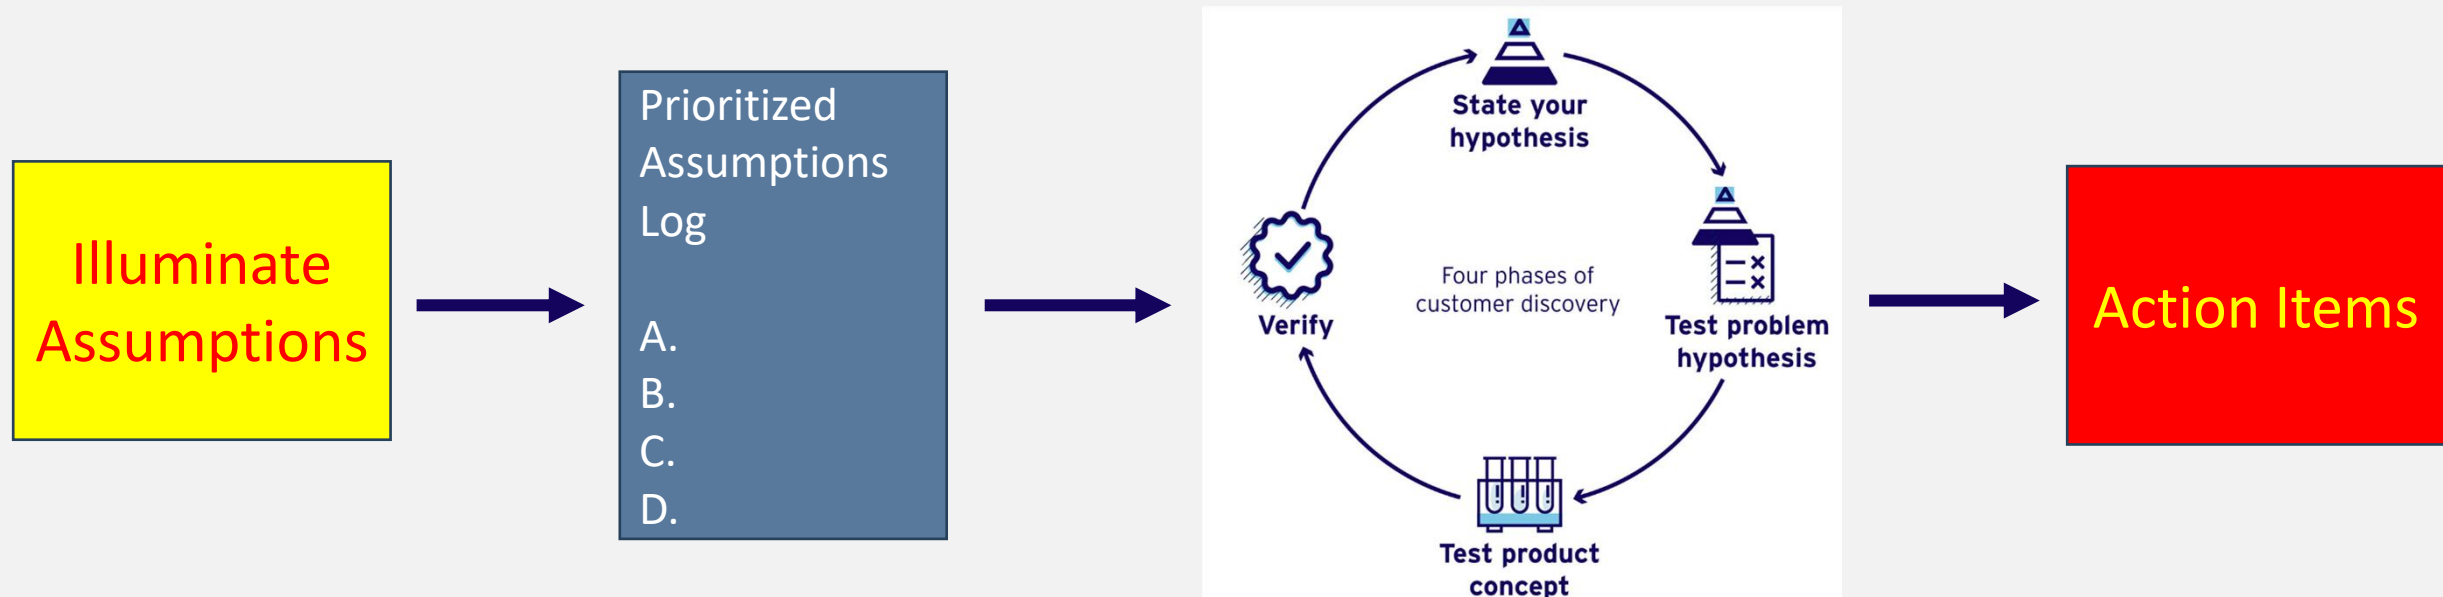 Illuminate
Assumptions
Prioritized
Assumptions
Log
A.
B.
C.
D.
State your
hypothesis
Four phases of
customer discovery
Verify
Test problem
hypothesis
Test product
concept
Action Items